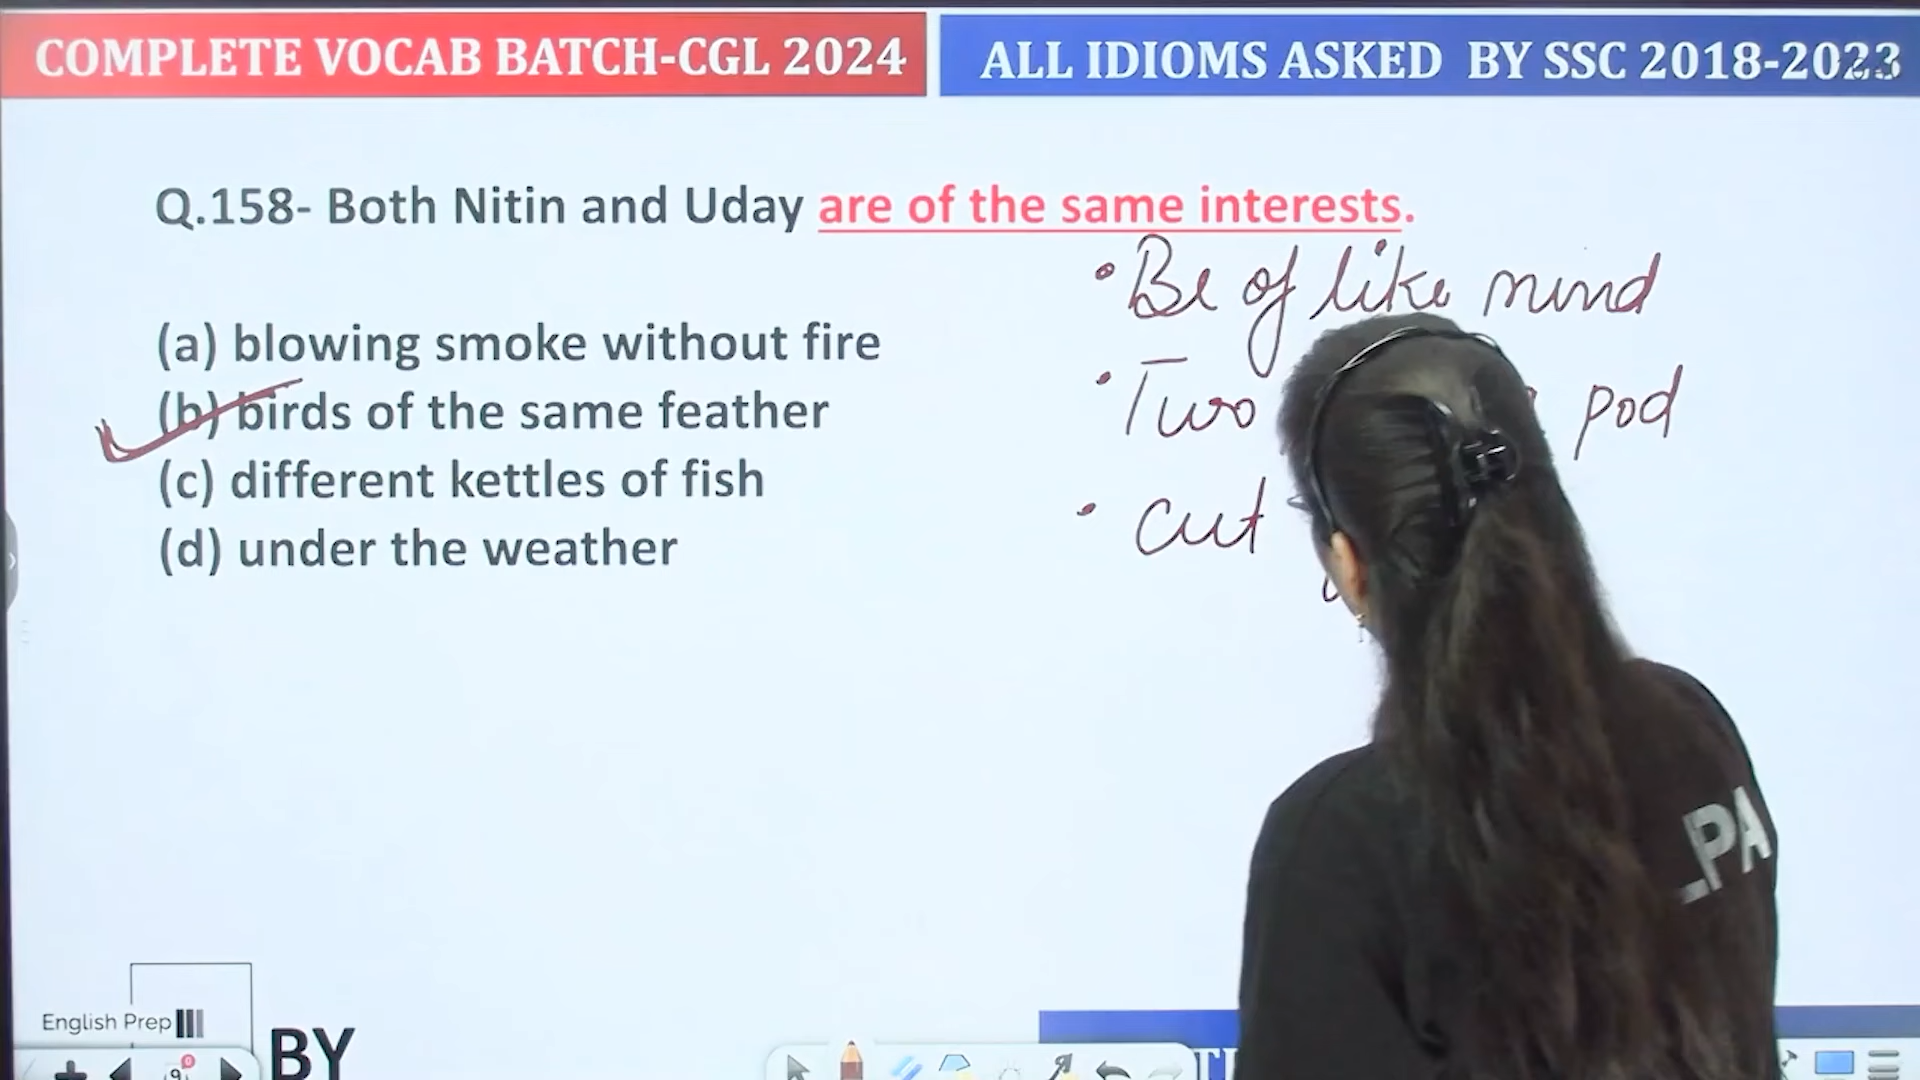 COMPLETE VOCAB BATCH-CGL 2024
ALL IDIOMS ASKED BY SSC 2018-2023
Q.158- Both Nitin and Uday are of the same interests.
• Be of like mind
(a) blowing smoke without fire
• Two pod
(b) birds of the same feather
(c) different kettles of fish
• cut
(d) under the weather
PA
English Prep
BY